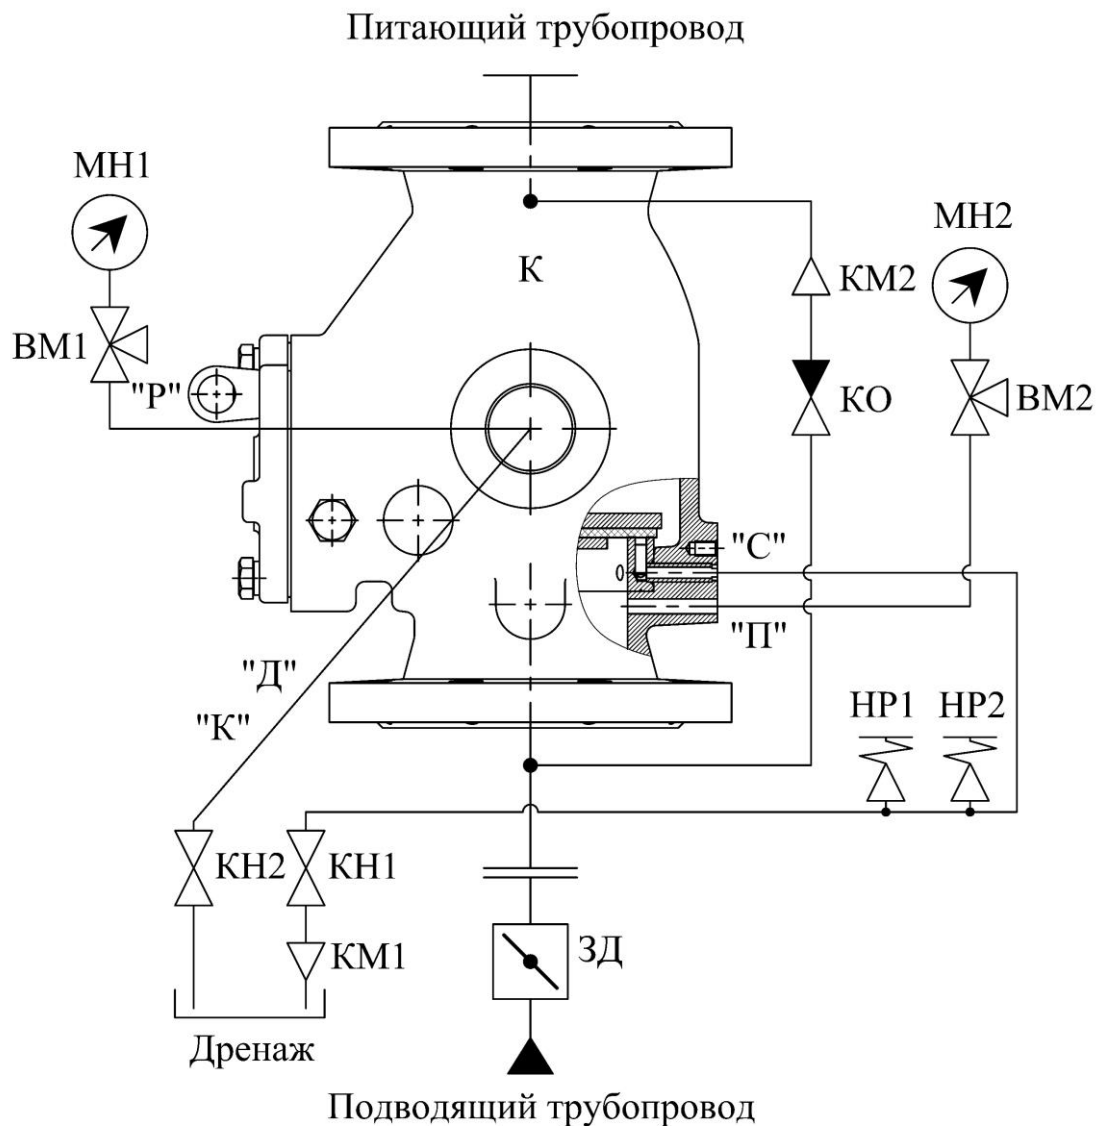 Питающий трубопровод
МН1
МН2
К
КМ2
ВМ1
"Р"
КО
ВМ2
"С"
"П"
"Д"
"К"
НР1
НР2
КН2
КН1
КМ1
ЗД
Дренаж
Подводящий трубопровод